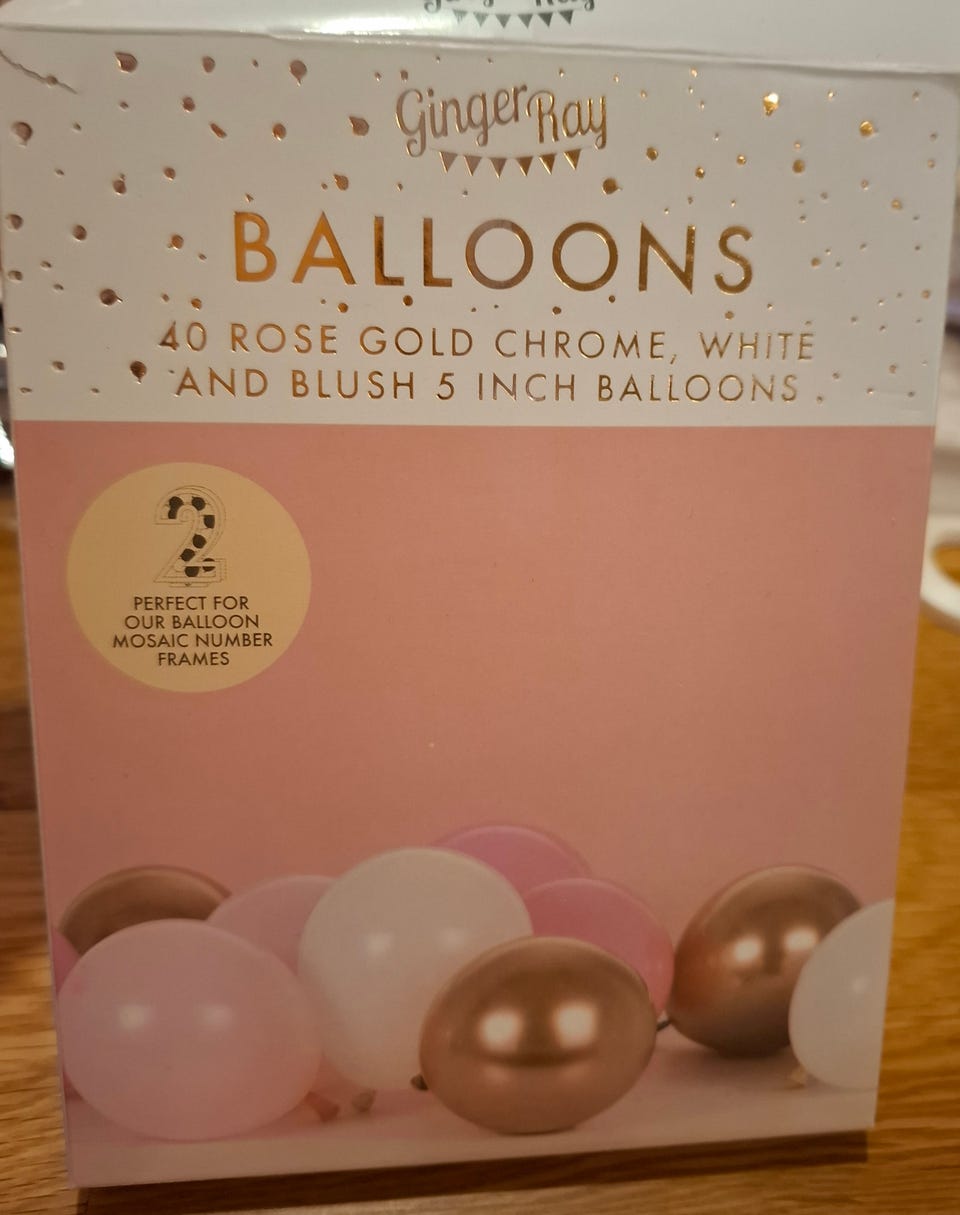 Ginger Ray
BALLOONS
40 ROSE GOLD CHROME, WHITE
AND BLUSH 5 INCH BALLOONS
2
PERFECT FOR
OUR BALLOON
MOSAIC NUMBER
FRAMES